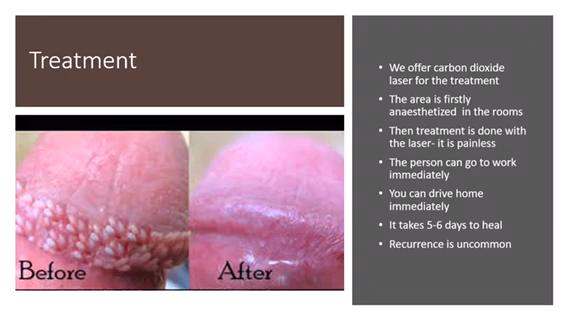 Treatment
• We offer carbon dioxide
laser for the treatment
• The area is firstly
anaesthetized  in the rooms
• Then treatment is done with
the laser- it is painless
• The person can go to work
immediately
• You can drive home
immediately
• It takes 5-6 days to heal
• Recurrence is uncommon
Before
After